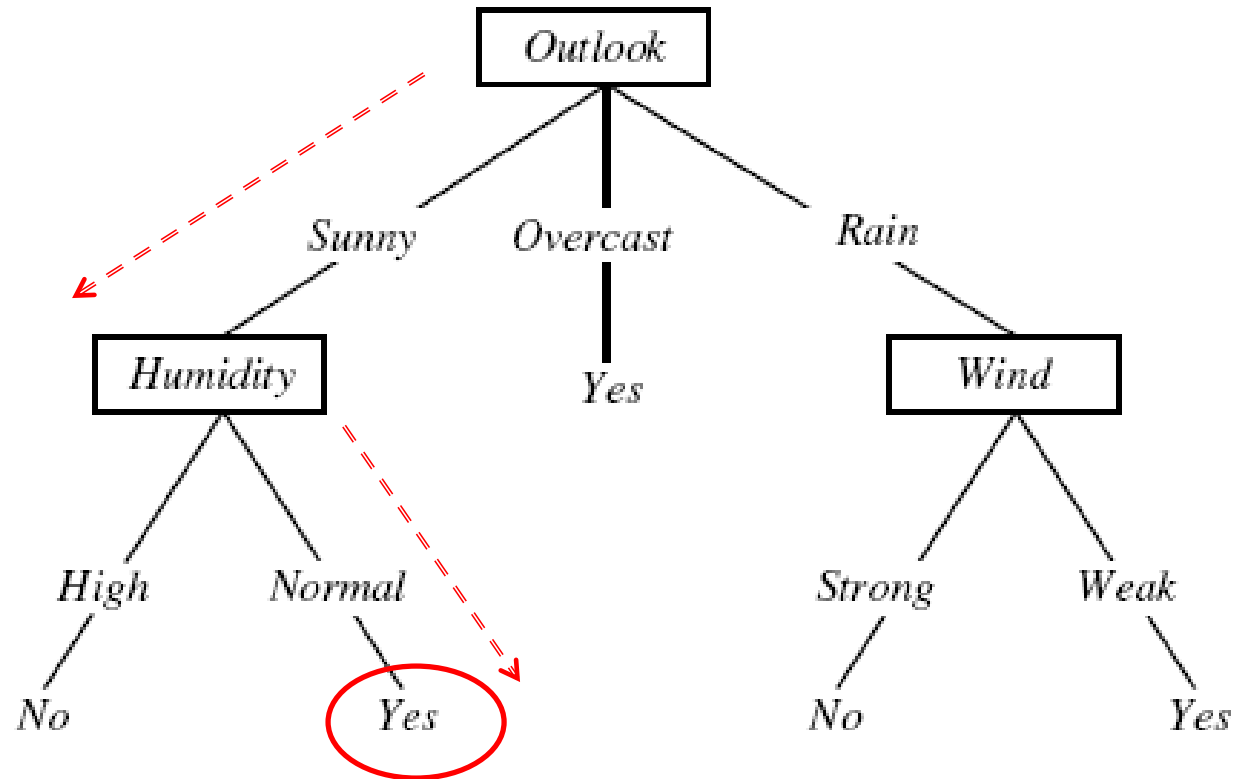 Outlook
Sunny Overcast Rain
Humidity Yes Wind
High Normal Strong Weak
No Yes No Yes